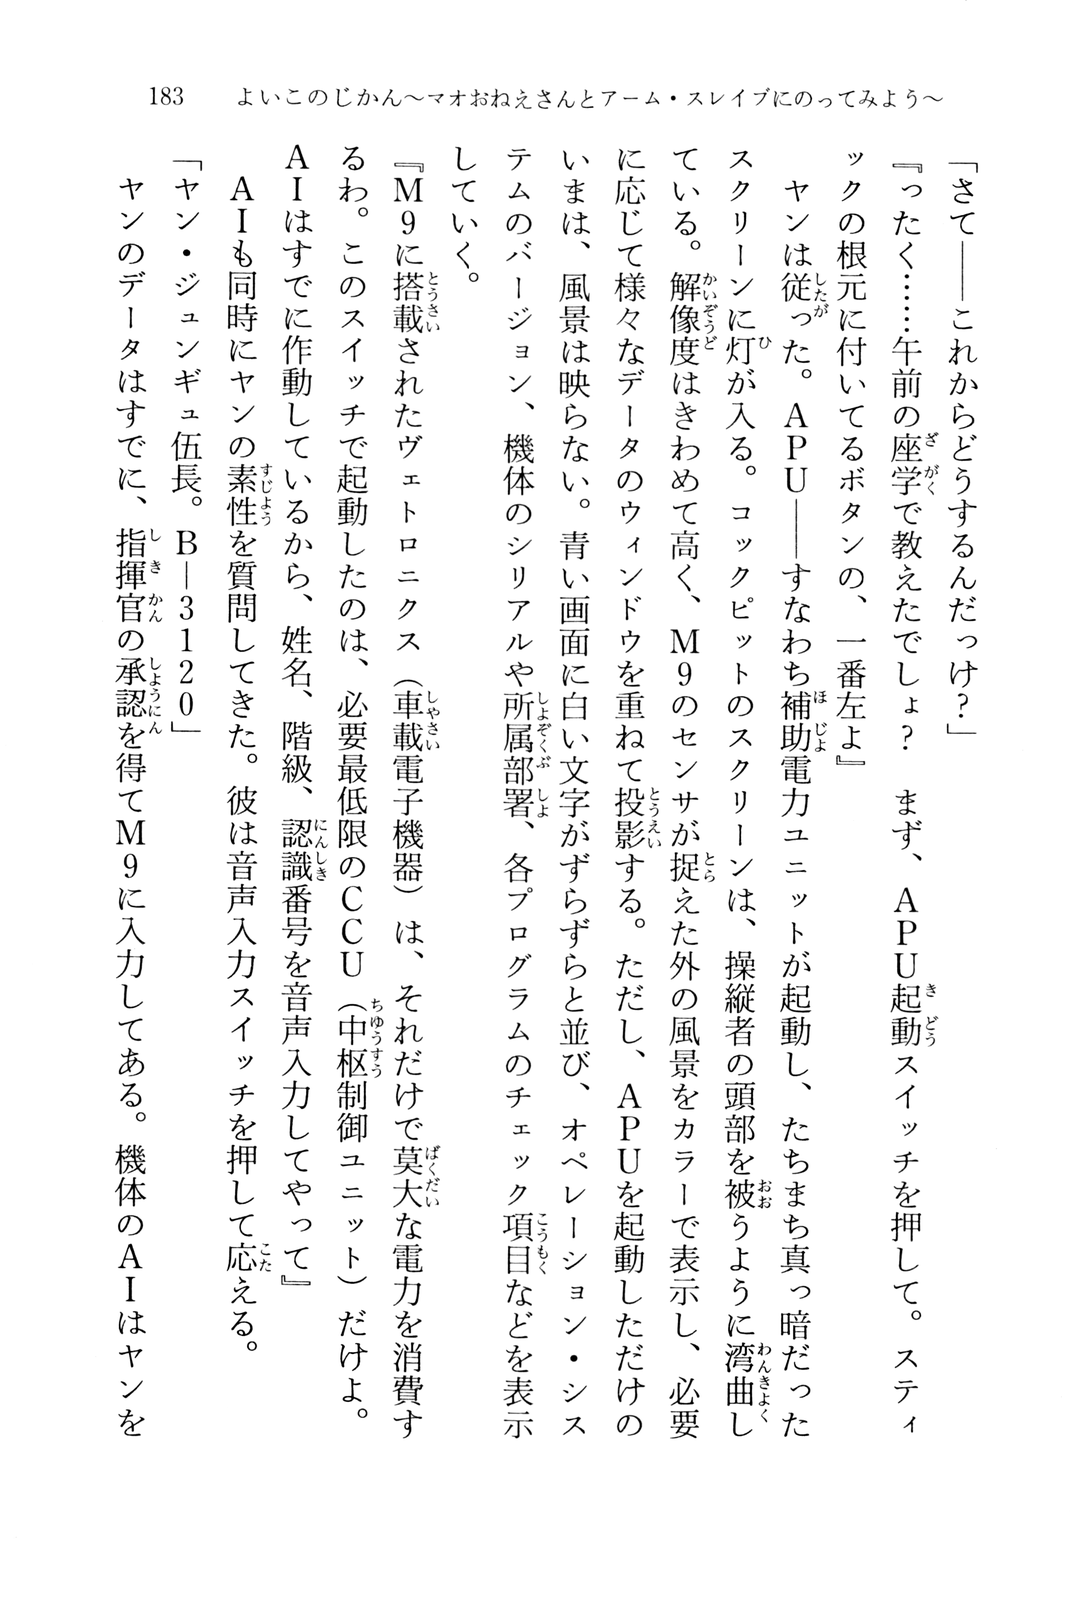 183　よいこのじかん〜マオおねえさんとアーム・スレイブにのってみよう〜
「さて――これからどうするんだっけ？」
『ったく……午前の座学で教えたでしょ？　まず、APU起動スイッチを押して。スティ
ックの根元に付いてるボタンの、一番左よ』
　ヤンは従った。APU――すなわち補助電力ユニットが起動し、たちまち真っ暗だった
スクリーンに灯が入る。コックピットのスクリーンは、操縦者の頭部を被うように湾曲し
ている。解像度はきわめて高く、M9のセンサが捉えた外の風景をカラーで表示し、必要
に応じて様々なデータのウィンドウを重ねて投影する。ただし、APUを起動しただけの
いまは、風景は映らない。青い画面に白い文字がずらずらと並び、オペレーション・シス
テムのバージョン、機体のシリアルや所属部署、各プログラムのチェック項目などを表示
していく。
『M9に搭載されたヴェトロニクス（車載電子機器）は、それだけで莫大な電力を消費す
るわ。このスイッチで起動したのは、必要最低限のCCU（中枢制御ユニット）だけよ。
AIはすでに作動しているから、姓名、階級、認識番号を音声入力してやって』
　AIも同時にヤンの素性を質問してきた。彼は音声入力スイッチを押して応える。
「ヤン・ジュンギュ伍長。B―3120」
　ヤンのデータはすでに、指揮官の承認を得てM9に入力してある。機体のAIはヤンを